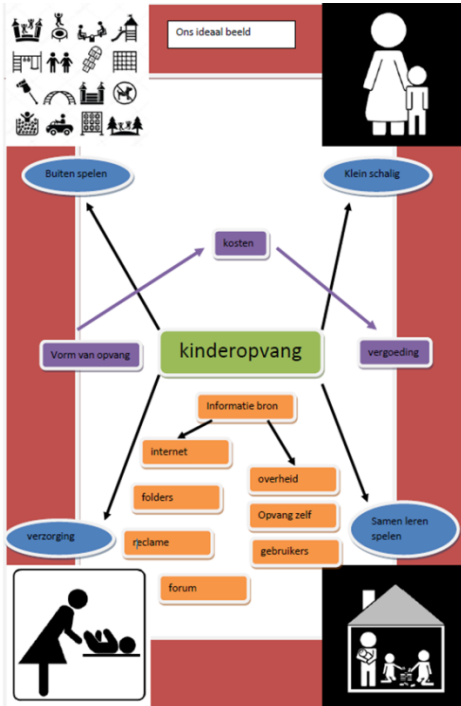 Ons ideaal beeld
Buiten spelen
Klein schalig
kosten
Vorm van opvang
kinderopvang
vergoeding
Informatie bron
internet
overheid
folders
Opvang zelf
verzorging
reclame
Samen leren
spelen
gebruikers
forum